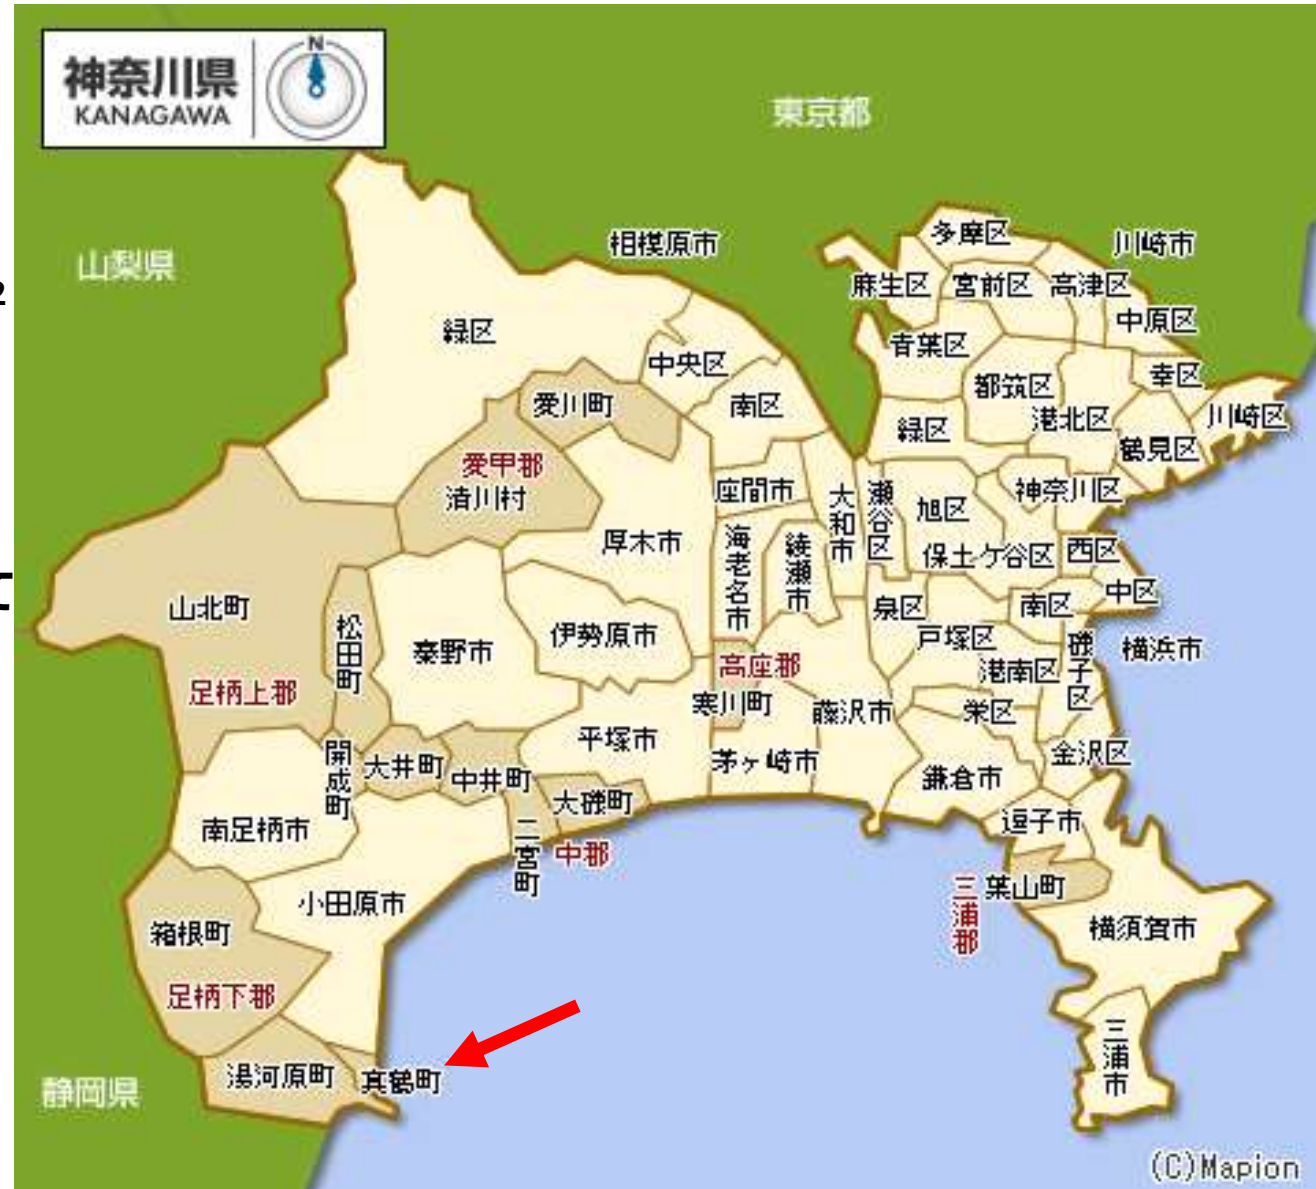 神奈川県
KANAGAWA
N
東京都
山梨県
相模原市
多摩区
川崎市
麻生区
宮前区
高津区
中原区
緑区
青葉区
中央区
都筑区
幸区
愛川町
南区
緑区
港北区
川崎区
鶴見区
愛甲郡
清川村
座間市
大和市
瀬谷区
旭区
神奈川区
厚木市
海老名市
綾瀬市
保土ケ谷区
西区
中区
山北町
松田町
秦野市
伊勢原市
泉区
南区
戸塚区
磯子区
横浜市
足柄上郡
高座郡
寒川町
港南区
藤沢市
栄区
開成町
大井町
中井町
平塚市
茅ヶ崎市
金沢区
鎌倉市
大磯町
南足柄市
二宮町
中郡
逗子市
小田原市
三浦郡
葉山町
箱根町
横須賀市
足柄下郡
湯河原町
真鶴町
三浦市
静岡県
(C)Mapion
2
て